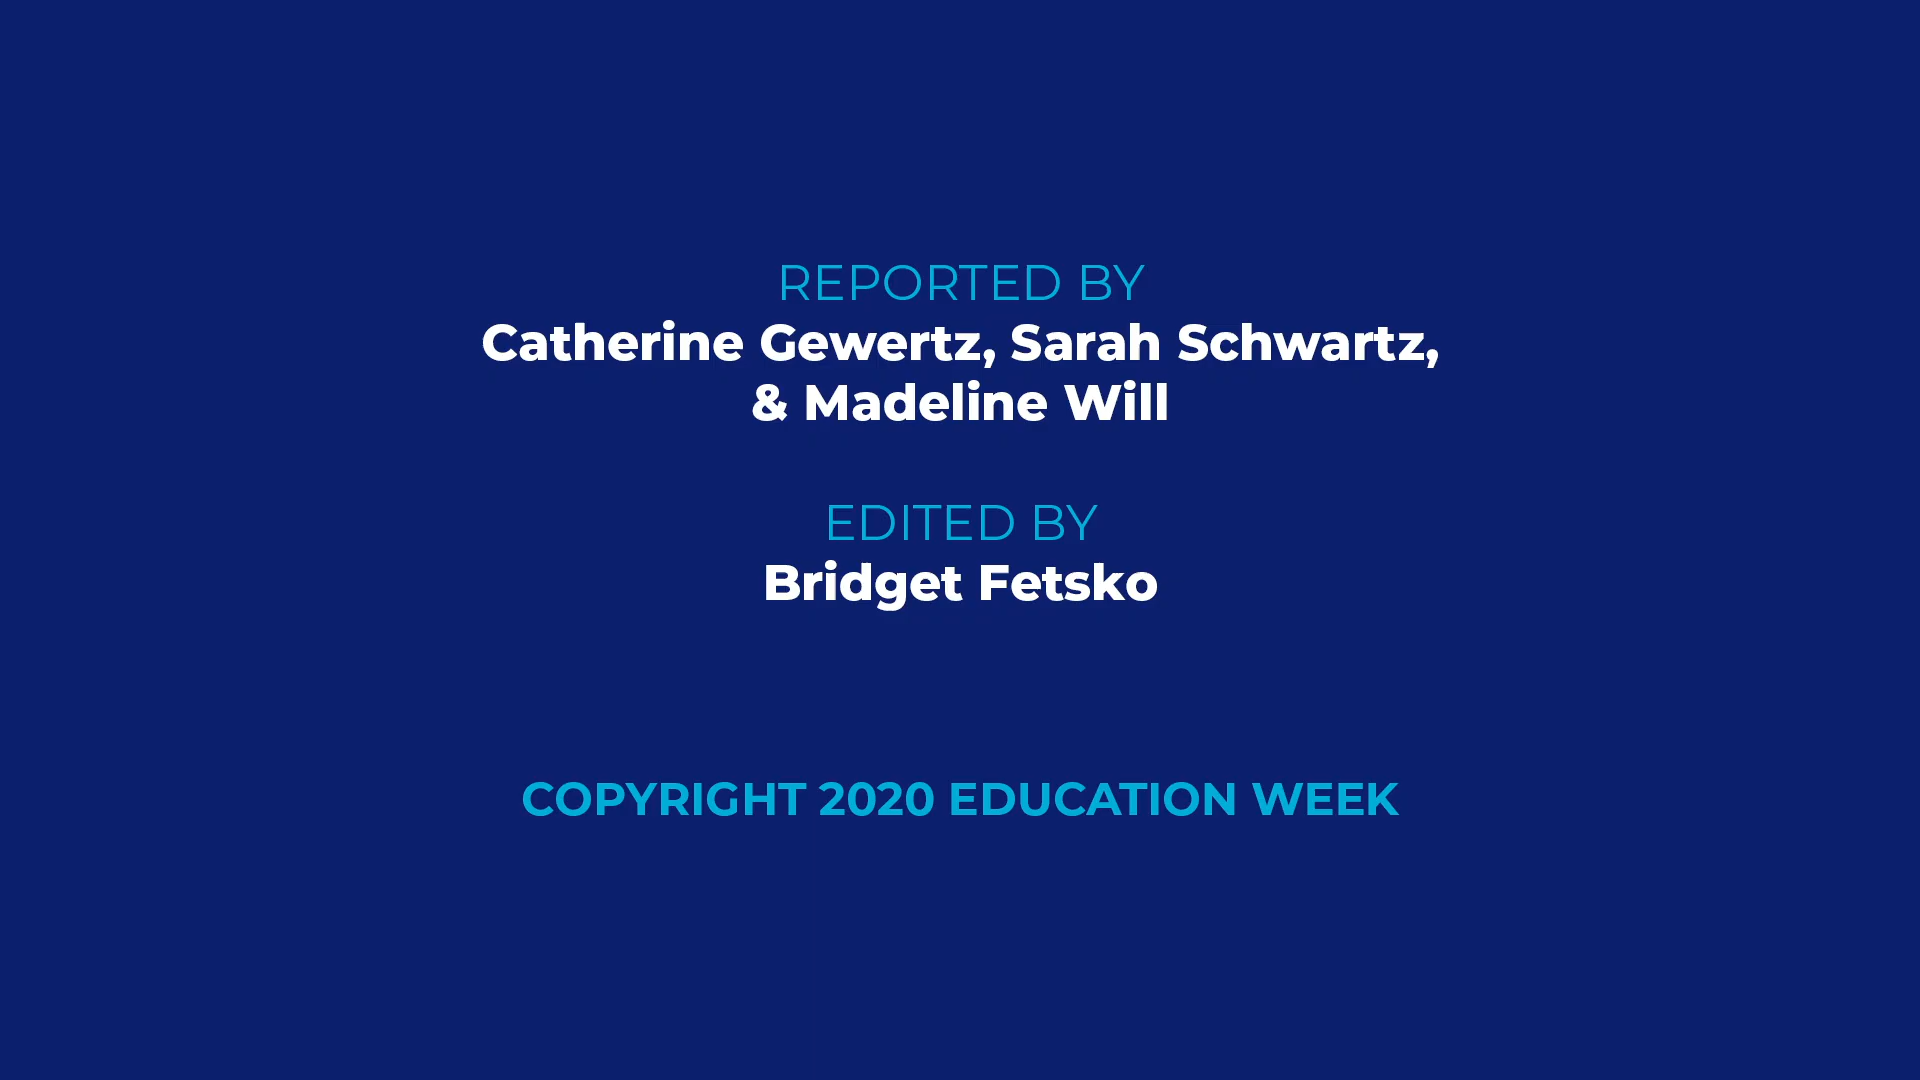 REPORTED BY
Catherine Gewertz, Sarah Schwartz,
& Madeline Will
EDITED BY
Bridget Fetsko
COPYRIGHT 2020 EDUCATION WEEK